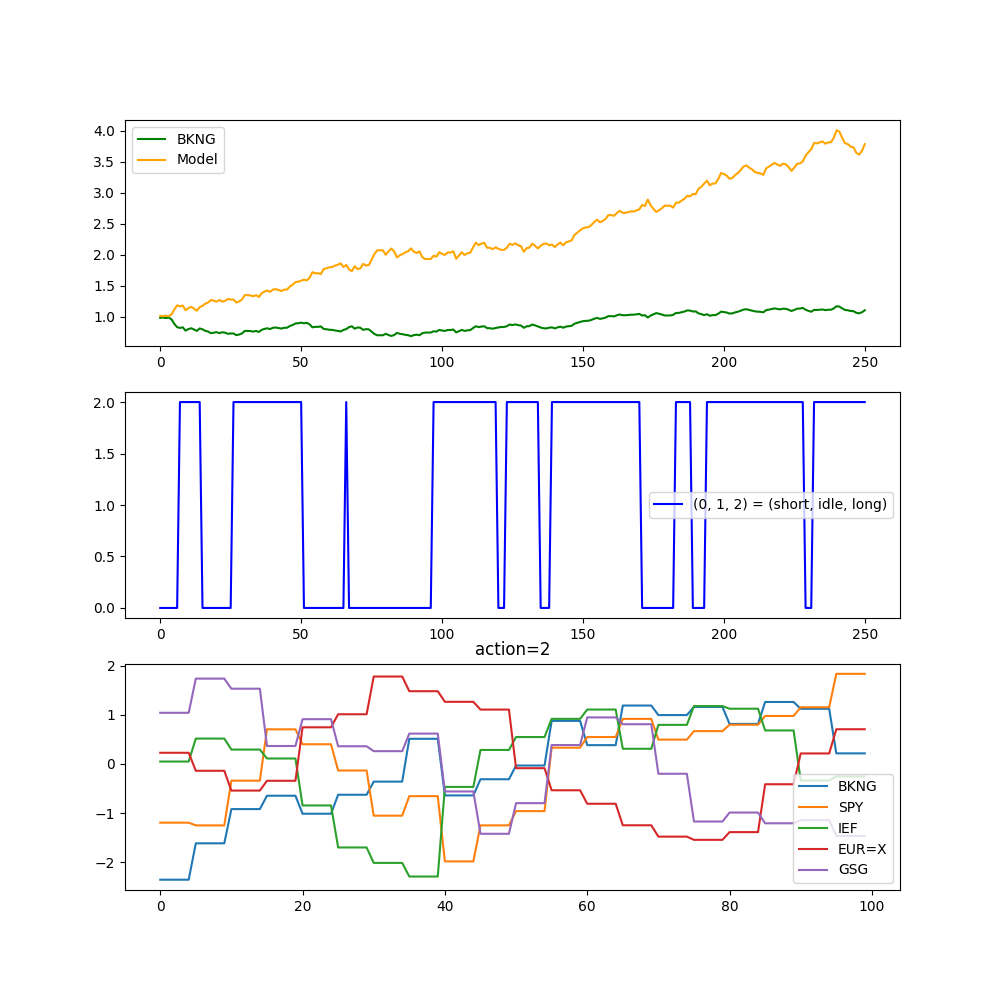 4.0
3.5
3.0
2.5
2.0
1.5
1.0
BKNG
Model
0 50 100 150 200 250
2.0
1.5
1.0
0.5
0.0
(0, 1, 2) = (short, idle, long)
0 50 100 150 200 250
action=2
2
1
0
−1
−2
BKNG
SPY
IEF
EUR=X
GSG
0 20 40 60 80 100